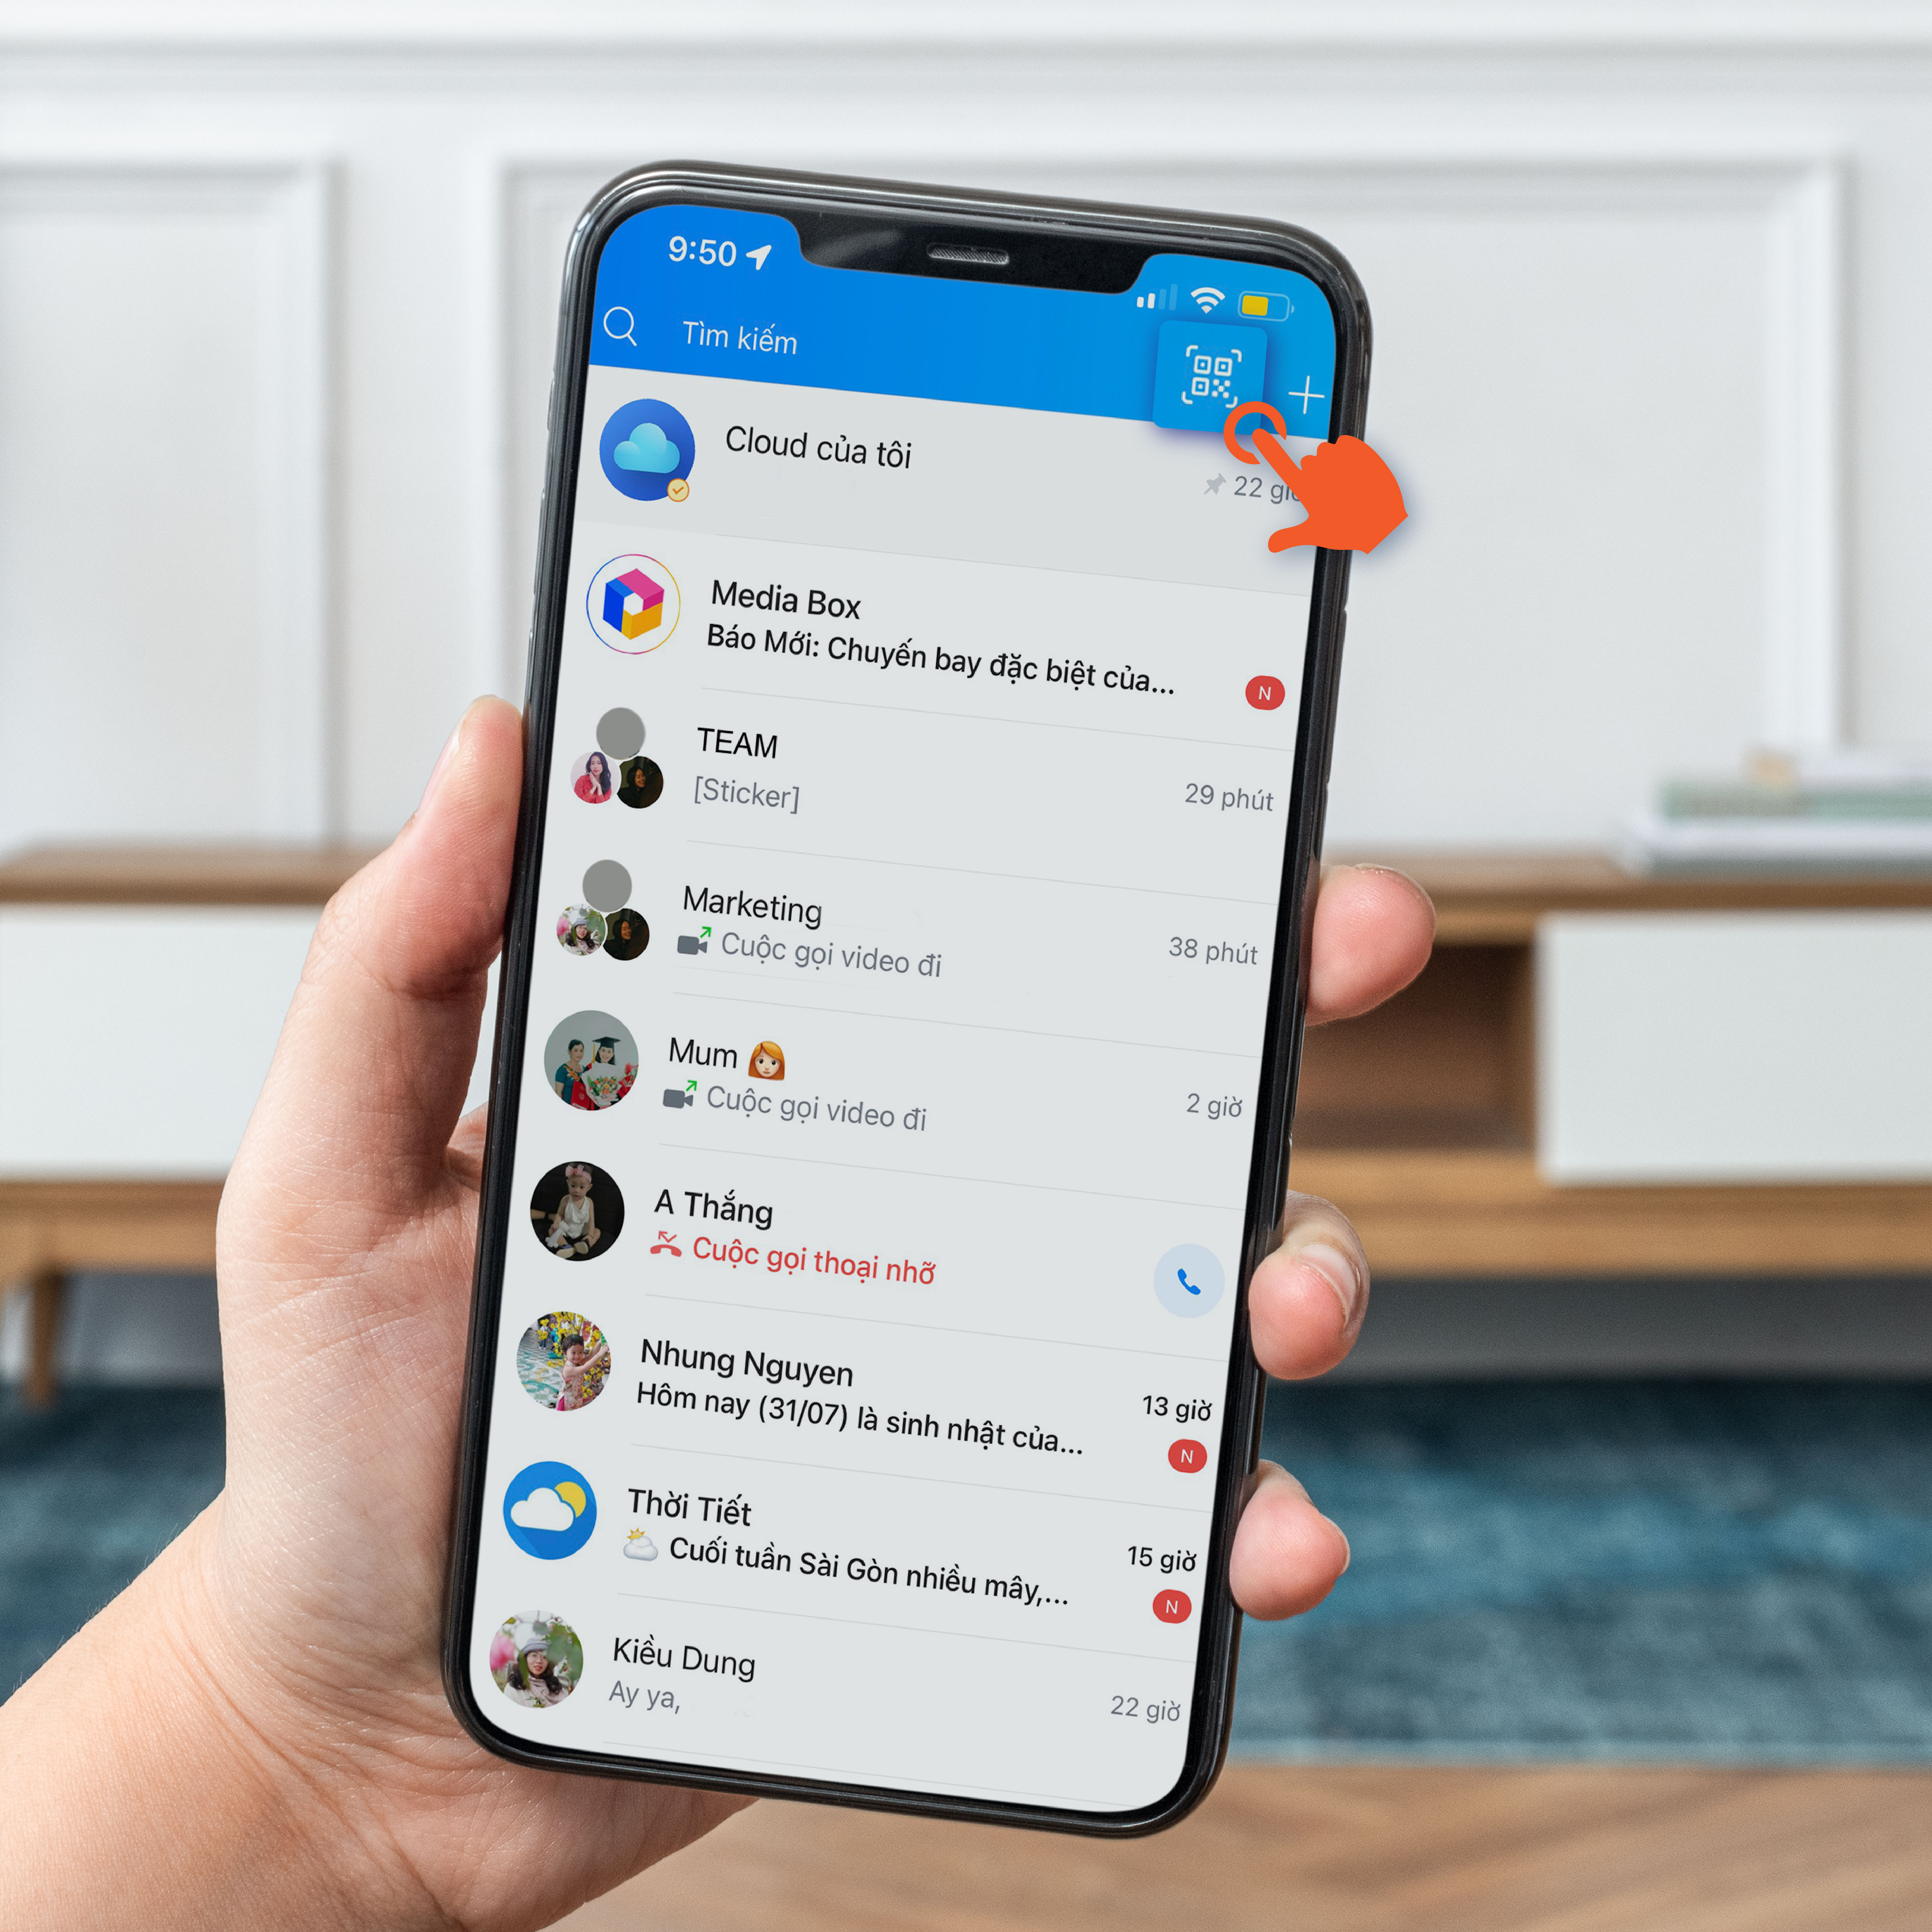 9:50
Tìm kiếm
Cloud của tôi
22 giờ
Media Box
Báo Mới: Chuyến bay đặc biệt của...
N
TEAM
[Sticker]
29 phút
Marketing
Cuộc gọi video đi
38 phút
Mum
Cuộc gọi video đi
2 giờ
A Thắng
Cuộc gọi thoại nhỡ
Nhung Nguyen
13 giờ
Hôm nay (31/07) là sinh nhật của...
N
Thời Tiết
15 giờ
Cuối tuần Sài Gòn nhiều mây,...
N
Kiều Dung
Ay ya,
22 giờ